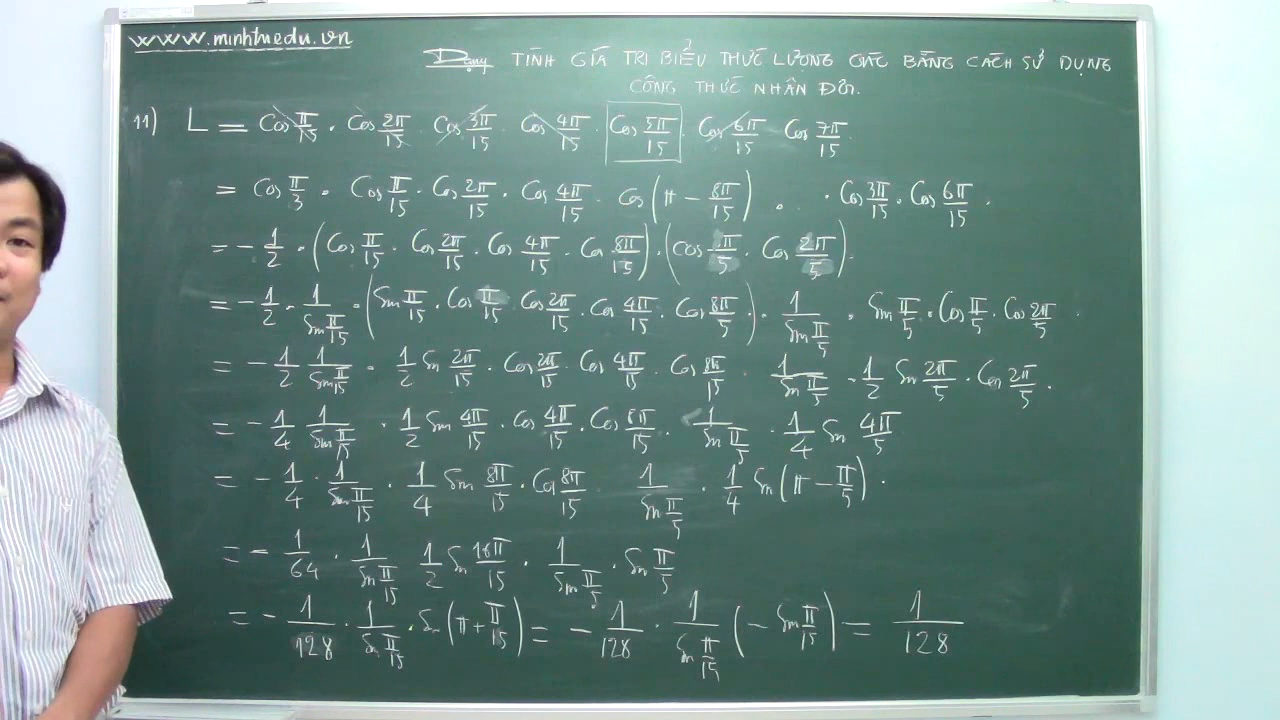 www.minhtuedu.vn
Dạng TÍNH GIÁ TRỊ BIỂU THỨC LƯỢNG GIÁC BẰNG CÁCH SỬ DỤNG
CÔNG THỨC NHÂN ĐÔI.
11) L = Cos π/15 . Cos 2π/15 Cos 3π/15 Cos 4π/15 Cos 5π/15 . Cos 6π/15 Cos 7π/15
= Cos π/3 . Cos π/15 . Cos 2π/15 . Cos 4π/15 . Cos (π − 8π/15) . . Cos 3π/15 . Cos 6π/15 .
= − 1/2 . (Cos π/15 . Cos 2π/15 . Cos 4π/15 . Cos 8π/15) . (Cos π/5 . Cos 2π/5).
= − 1/2 . 1/Sin π/15 . (Sin π/15 . Cos π/15 . Cos 2π/15 . Cos 4π/15 . Cos 8π/15) . 1/Sin π/5 . Sin π/5 . Cos π/5 . Cos 2π/5 .
= − 1/2 1/Sin π/15 . 1/2 Sin 2π/15 . Cos 2π/15 . Cos 4π/15 . Cos 8π/15 . 1/Sin π/5 . 1/2 Sin 2π/5 . Cos 2π/5 .
= − 1/4 1/Sin π/15 . 1/2 Sin 4π/15 . Cos 4π/15 . Cos 8π/15 . 1/Sin π/5 . 1/4 Sin 4π/5
= − 1/4 . 1/Sin π/15 . 1/4 Sin 8π/15 . Cos 8π/15 1/Sin π/5 . 1/4 Sin (π − π/5) .
= − 1/64 . 1/Sin π/15 1/2 Sin 16π/15 . 1/Sin π/5 . Sin π/5
= − 1/128 . 1/Sin π/15 . Sin (π + π/15) = − 1/128 . 1/Sin π/15 (− Sin π/15) = 1/128